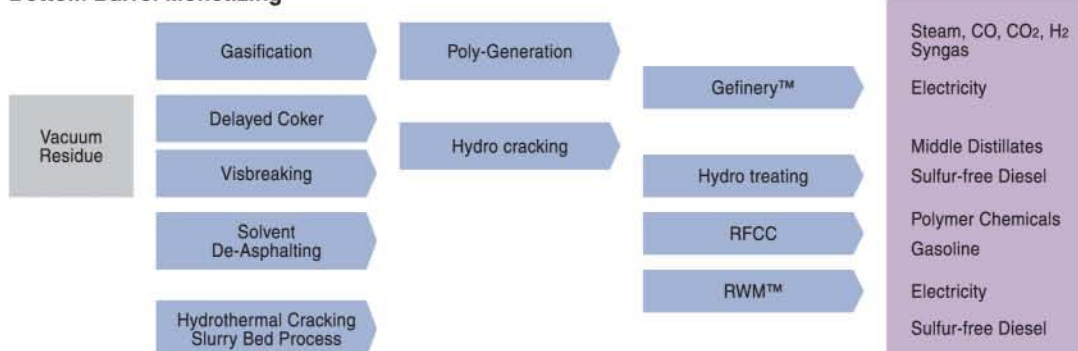 Gasification
Poly-Generation
Steam, CO, CO2, H2
Syngas
Gefinery™
Electricity
Delayed Coker
Vacuum
Residue
Hydro cracking
Middle Distillates
Visbreaking
Hydro treating
Sulfur-free Diesel
Solvent
De-Asphalting
RFCC
Polymer Chemicals
Gasoline
RWM™
Electricity
Hydrothermal Cracking
Slurry Bed Process
Sulfur-free Diesel